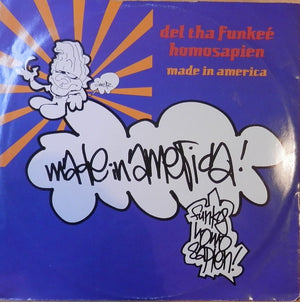 del tha funkeé
homosapien
made in america
made in america!
funkee
homo
sapien!!